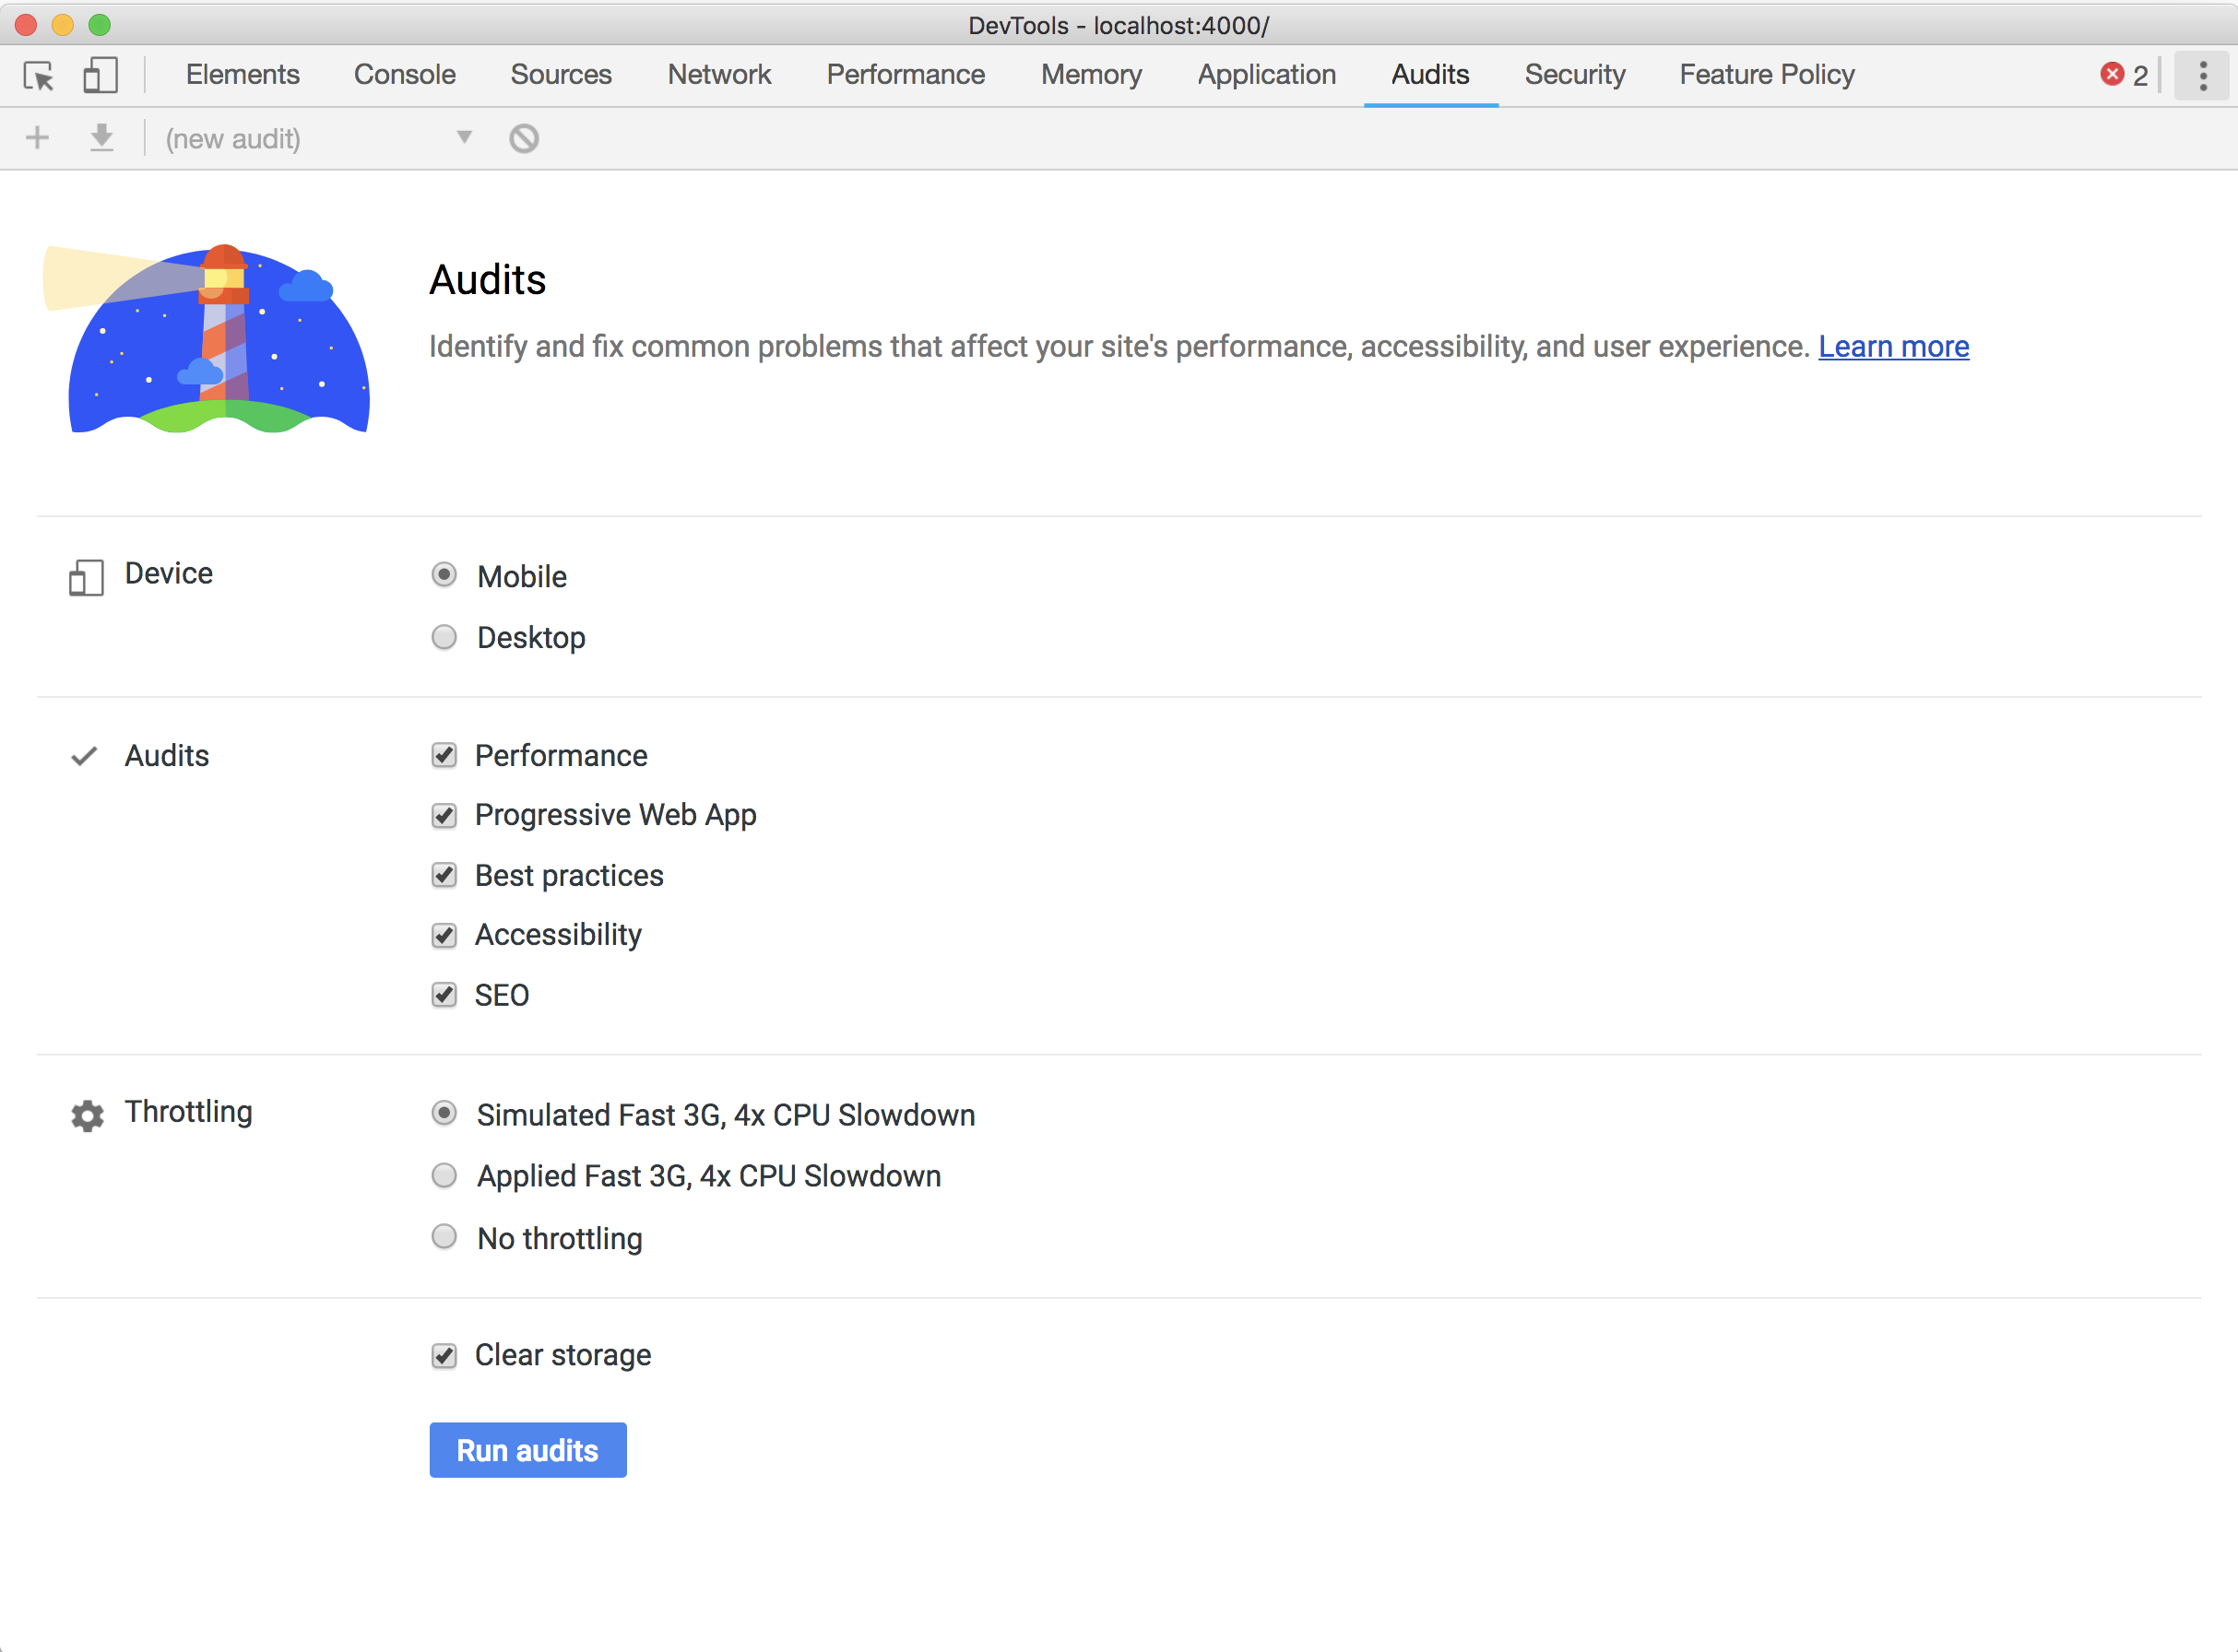 DevTools - localhost:4000/
Elements Console Sources Network Performance Memory Application Audits Security Feature Policy 2
(new audit)
Audits
Identify and fix common problems that affect your site's performance, accessibility, and user experience. Learn more
Device
Mobile
Desktop
Audits
Performance
Progressive Web App
Best practices
Accessibility
SEO
Throttling
Simulated Fast 3G, 4x CPU Slowdown
Applied Fast 3G, 4x CPU Slowdown
No throttling
Clear storage
Run audits